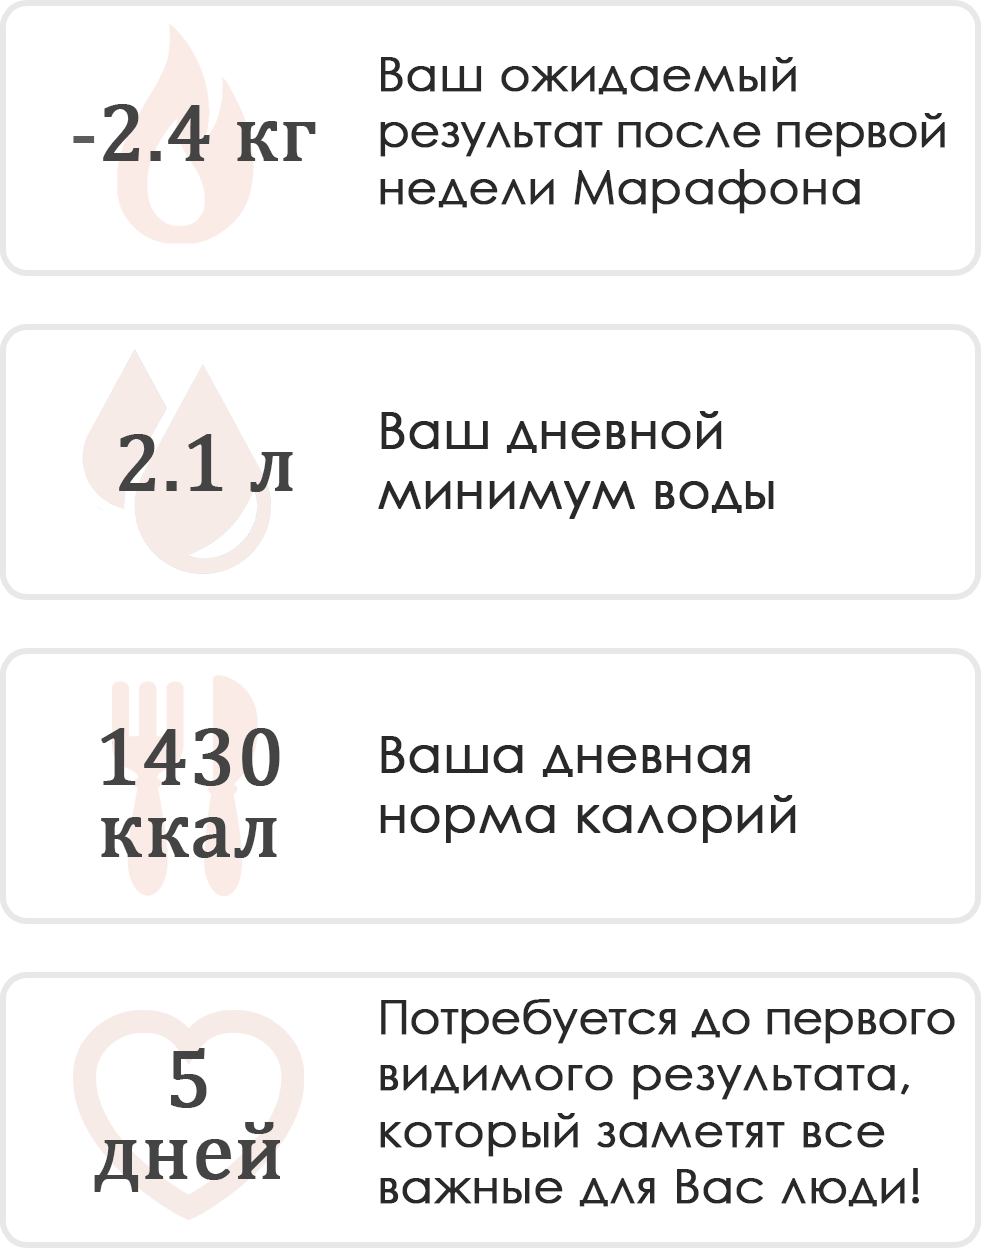 -2.4 кг
Ваш ожидаемый
результат после первой
недели Марафона
2.1 л
Ваш дневной
минимум воды
1430
ккал
Ваша дневная
норма калорий
5
дней
Потребуется до первого
видимого результата,
который заметят все
важные для Вас люди!